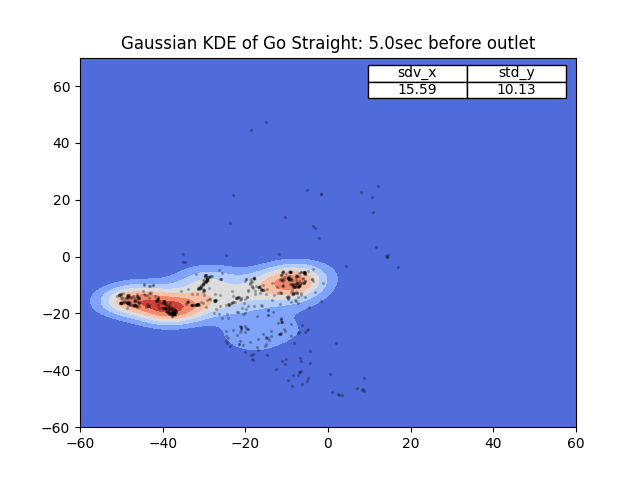 Gaussian KDE of Go Straight: 5.0sec before outlet
sdv_x std_y
15.59 10.13
60
40
20
0
−20
−40
−60
−60 −40 −20 0 20 40 60